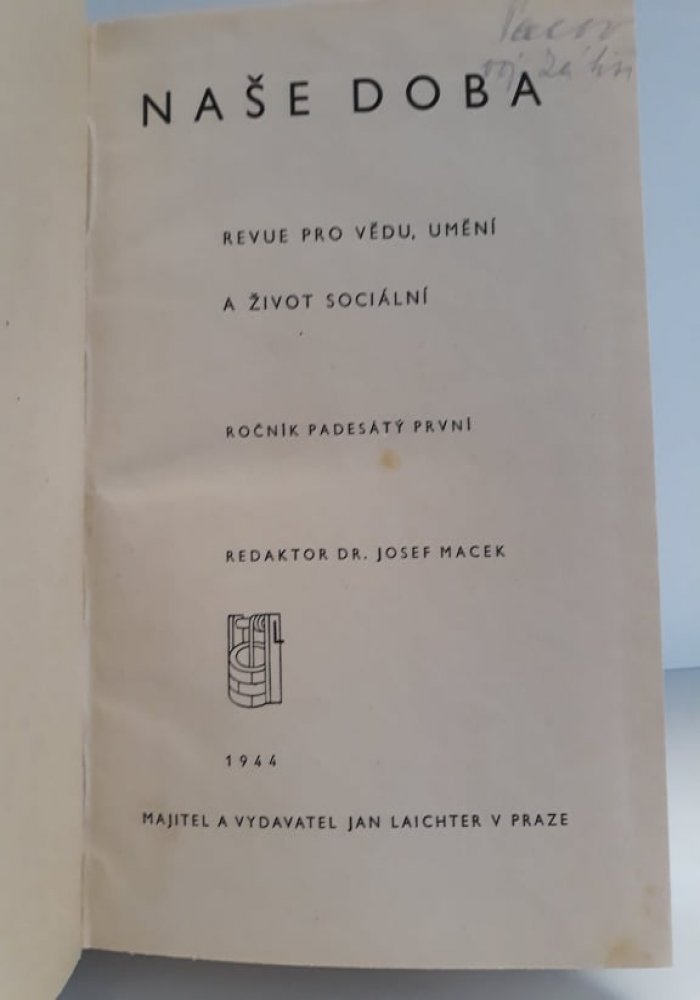 Pacov
NAŠE DOBA
REVUE PRO VĚDU, UMĚNÍ
A ŽIVOT SOCIÁLNÍ
ROČNÍK PADESÁTÝ PRVNÍ
REDAKTOR DR. JOSEF MACEK
1944
MAJITEL A VYDAVATEL JAN LAICHTER V PRAZE